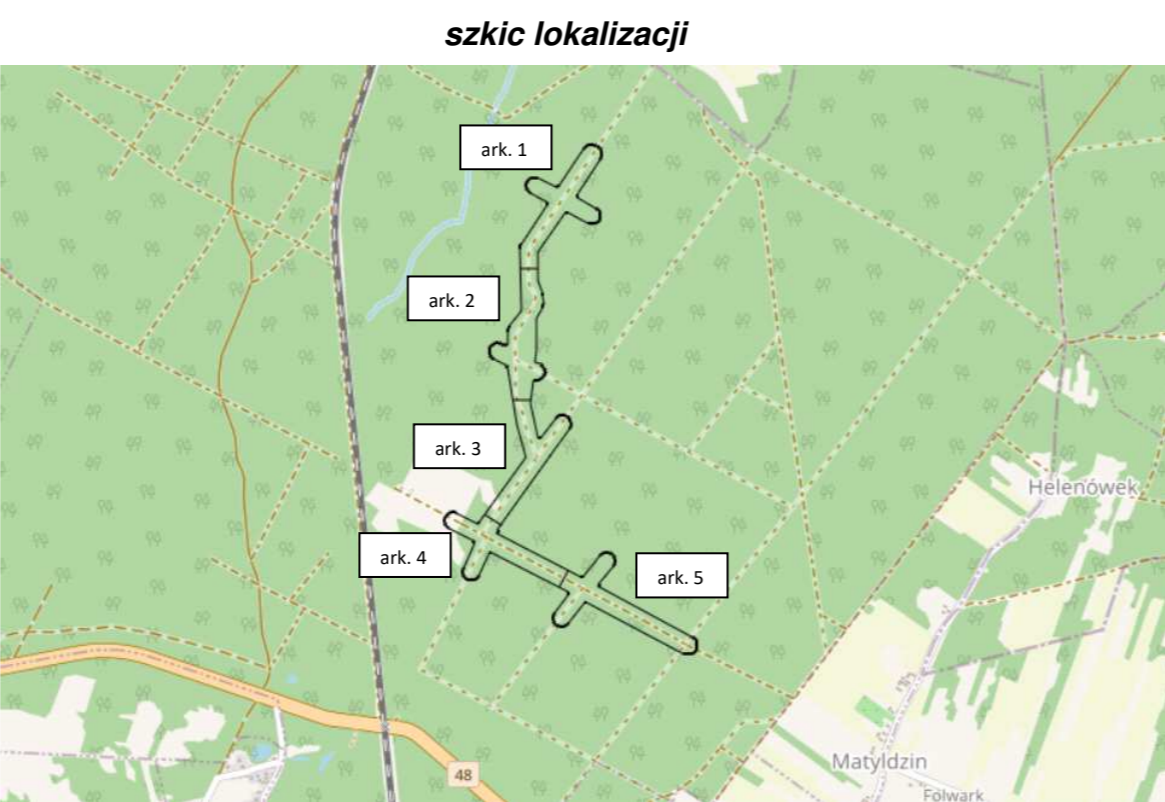 szkic lokalizacji
ark. 1
ark. 2
ark. 3
Helenówek
ark. 4
ark. 5
Matyldzin
48
Folwark